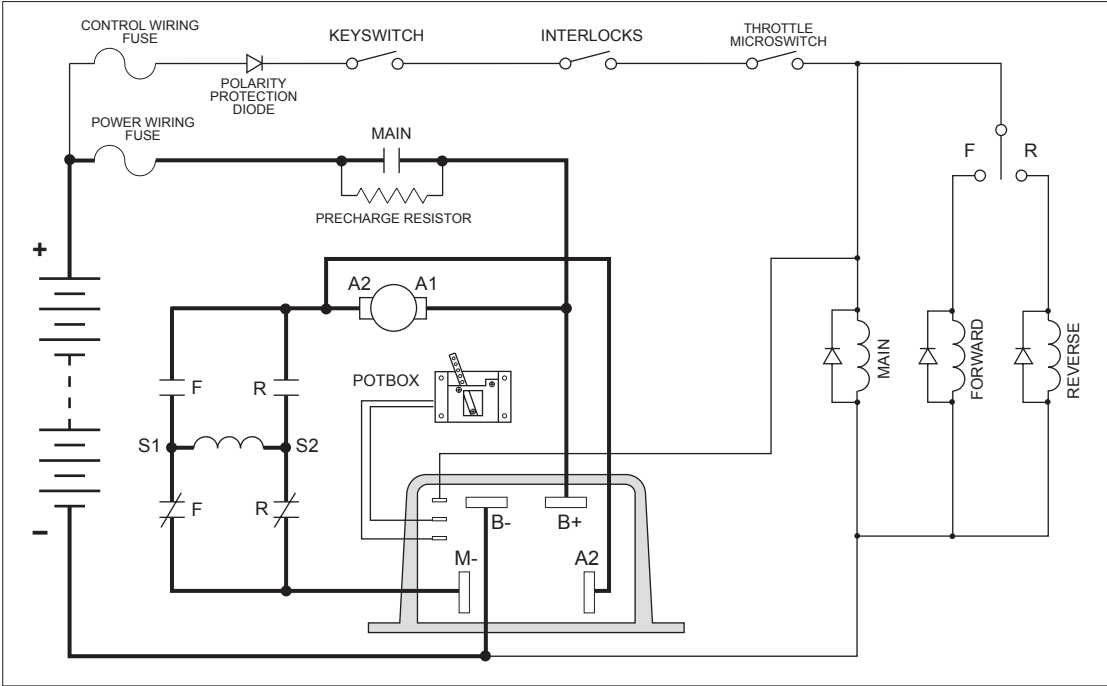 CONTROL WIRING
FUSE
KEYSWITCH
INTERLOCKS
THROTTLE
MICROSWITCH
POLARITY
PROTECTION
DIODE
POWER WIRING
FUSE
MAIN
F
R
PRECHARGE RESISTOR
+
A2
A1
MAIN
FORWARD
REVERSE
F
R
POTBOX
S1
S2
F
R
B-
B+
-
M-
A2